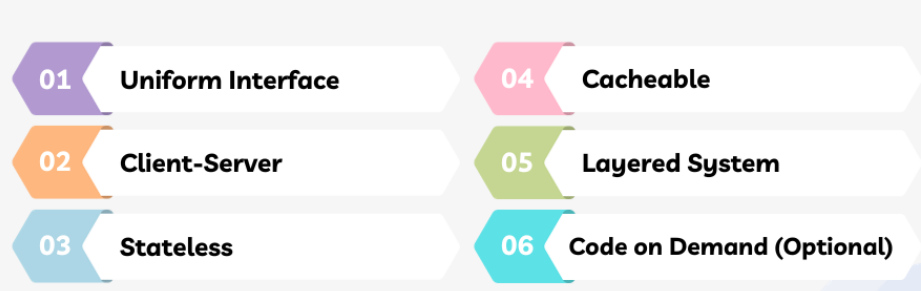 01 Uniform Interface
02 Client-Server
03 Stateless
04 Cacheable
05 Layered System
06 Code on Demand (Optional)